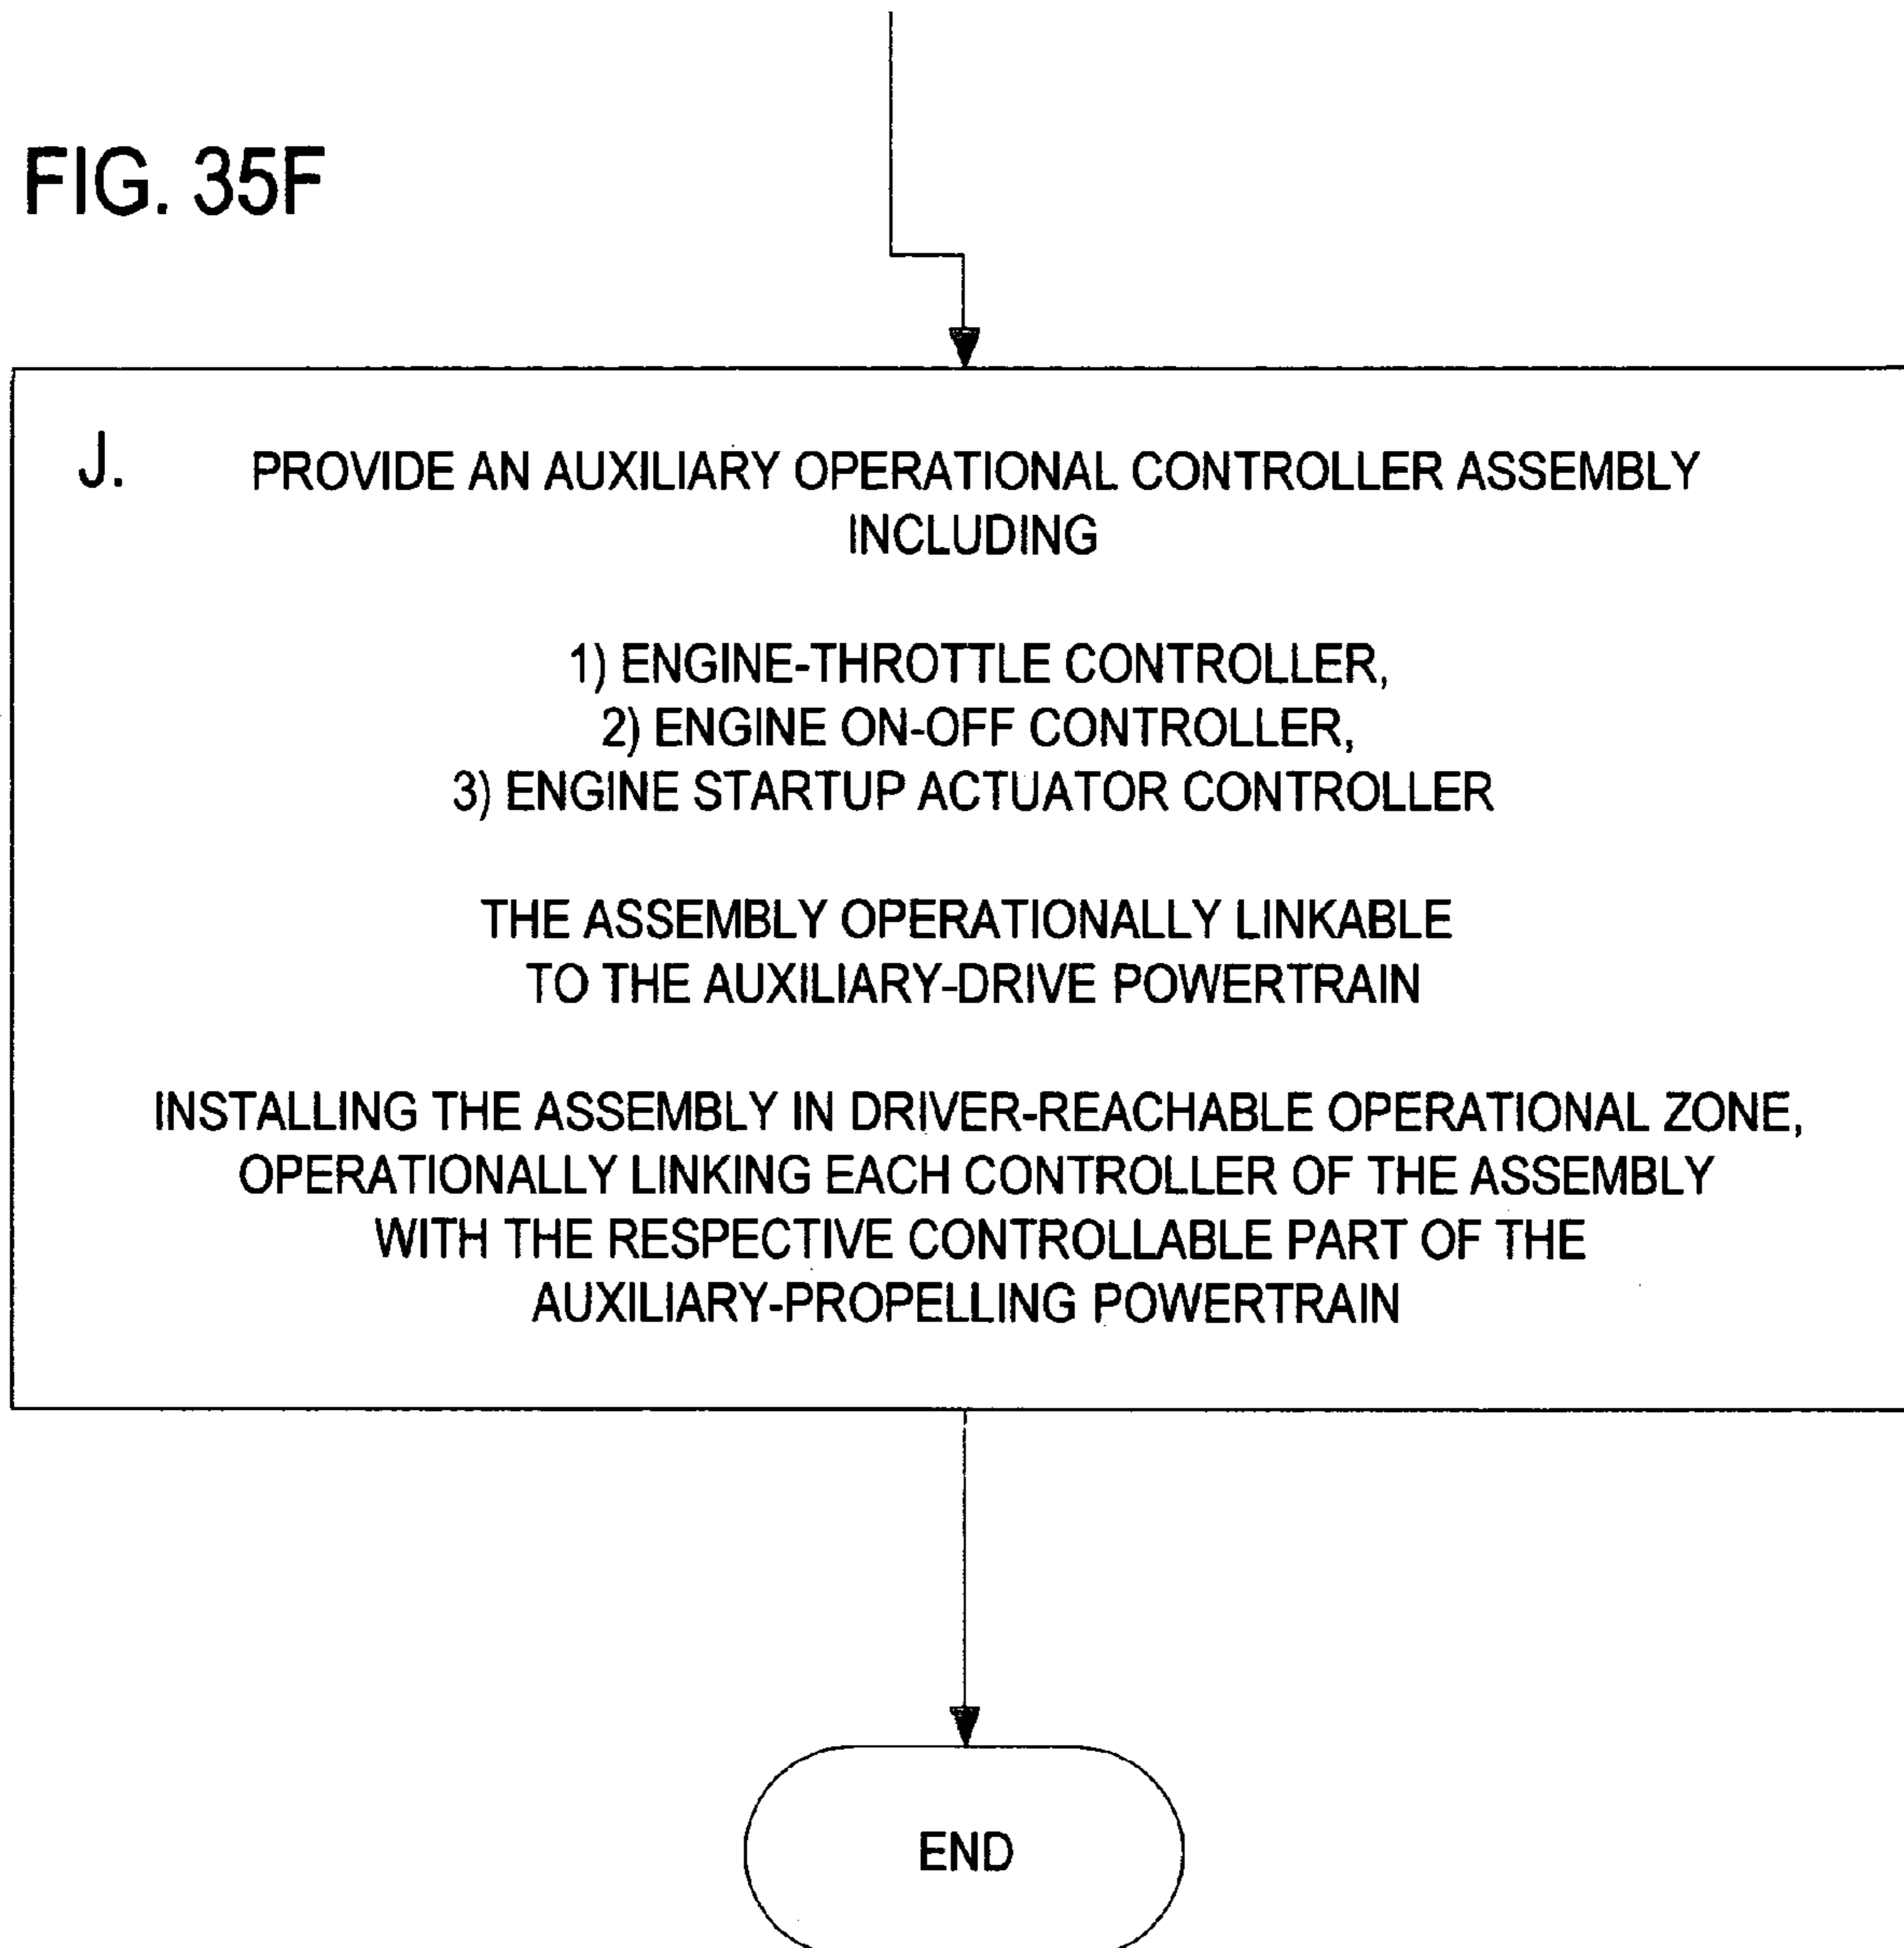 FIG. 35F
J.
PROVIDE AN AUXILIARY OPERATIONAL CONTROLLER ASSEMBLY
INCLUDING
1) ENGINE-THROTTLE CONTROLLER,
2) ENGINE ON-OFF CONTROLLER,
3) ENGINE STARTUP ACTUATOR CONTROLLER
THE ASSEMBLY OPERATIONALLY LINKABLE
TO THE AUXILIARY-DRIVE POWERTRAIN
INSTALLING THE ASSEMBLY IN DRIVER-REACHABLE OPERATIONAL ZONE,
OPERATIONALLY LINKING EACH CONTROLLER OF THE ASSEMBLY
WITH THE RESPECTIVE CONTROLLABLE PART OF THE
AUXILIARY-PROPELLING POWERTRAIN
END